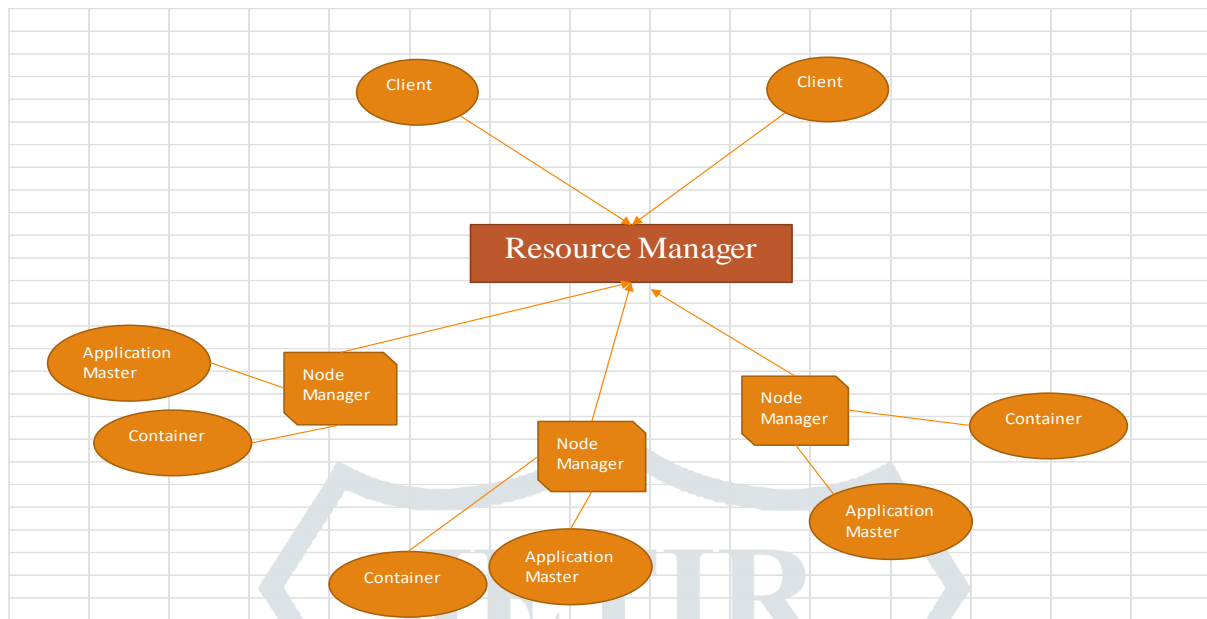 Client
Client
Resource Manager
Application
Master
Node
Manager
Container
Node
Manager
Container
Application
Master
Node
Manager
Container
Application
Master
JETIR